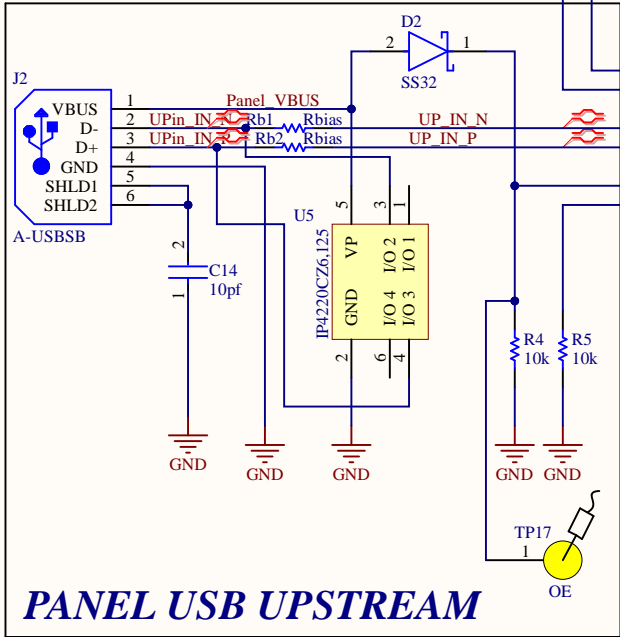 D2
2
1
SS32
J2
VBUS
1
Panel_VBUS
D-
2
UPin_IN_N
Rb1
Rbias
UP_IN_N
D+
3
UPin_IN_P
Rb2
Rbias
UP_IN_P
GND
4
SHLD1
5
SHLD2
6
A-USBSB
U5
5
3
1
VP
I/O 2
I/O 1
IP4220CZ6,125
GND
I/O 4
I/O 3
2
6
4
2
C14
10pf
1
R4
10k
R5
10k
GND
GND
GND
GND
GND
TP17
1
OE
PANEL USB UPSTREAM